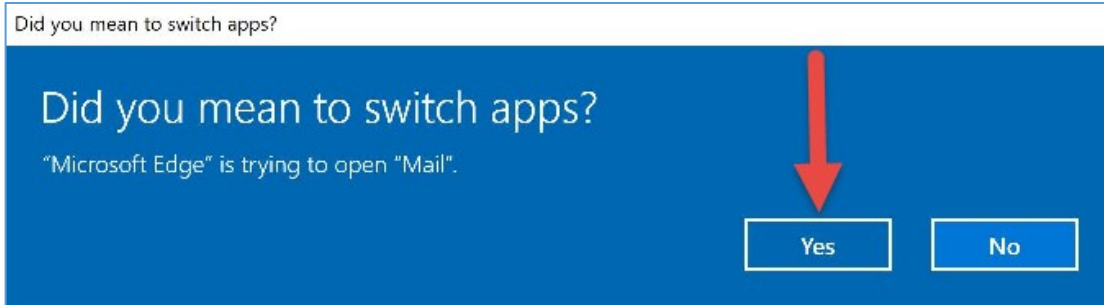 Did you mean to switch apps?
Did you mean to switch apps?
“Microsoft Edge” is trying to open “Mail”.
Yes No